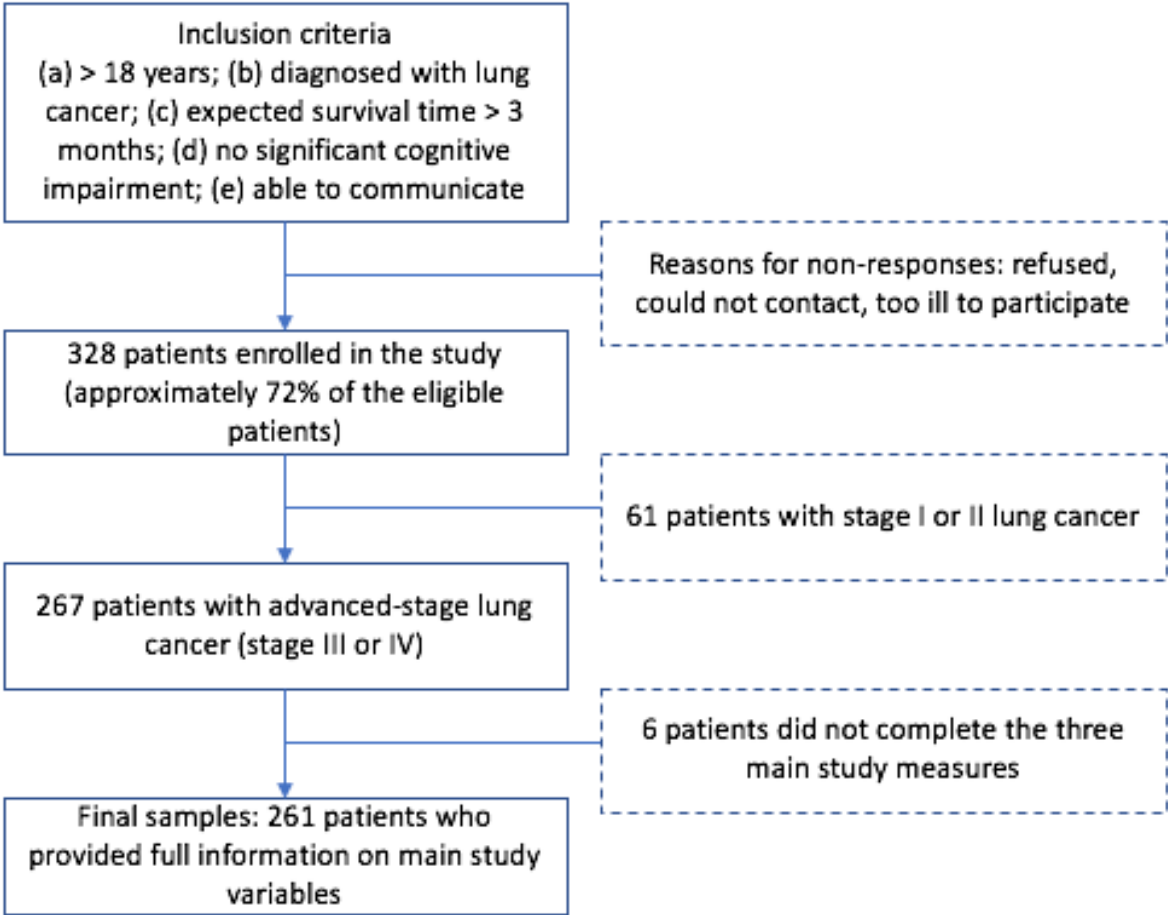 Inclusion criteria
(a) > 18 years; (b) diagnosed with lung
cancer; (c) expected survival time > 3
months; (d) no significant cognitive
impairment; (e) able to communicate
Reasons for non-responses: refused,
could not contact, too ill to participate
328 patients enrolled in the study
(approximately 72% of the eligible
patients)
61 patients with stage I or II lung cancer
267 patients with advanced-stage lung
cancer (stage III or IV)
6 patients did not complete the three
main study measures
Final samples: 261 patients who
provided full information on main study
variables